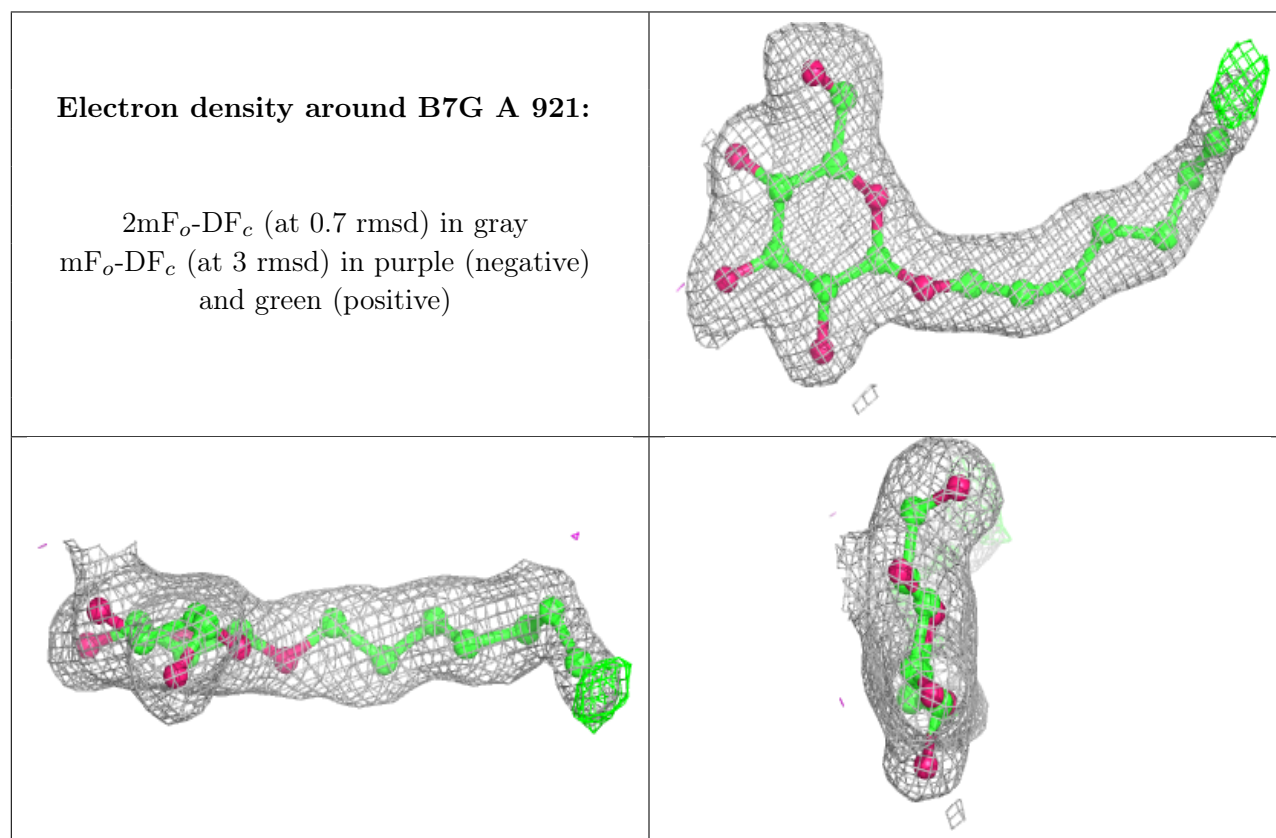 Electron density around B7G A 921:
2mFo-DFc (at 0.7 rmsd) in gray
mFo-DFc (at 3 rmsd) in purple (negative)
and green (positive)